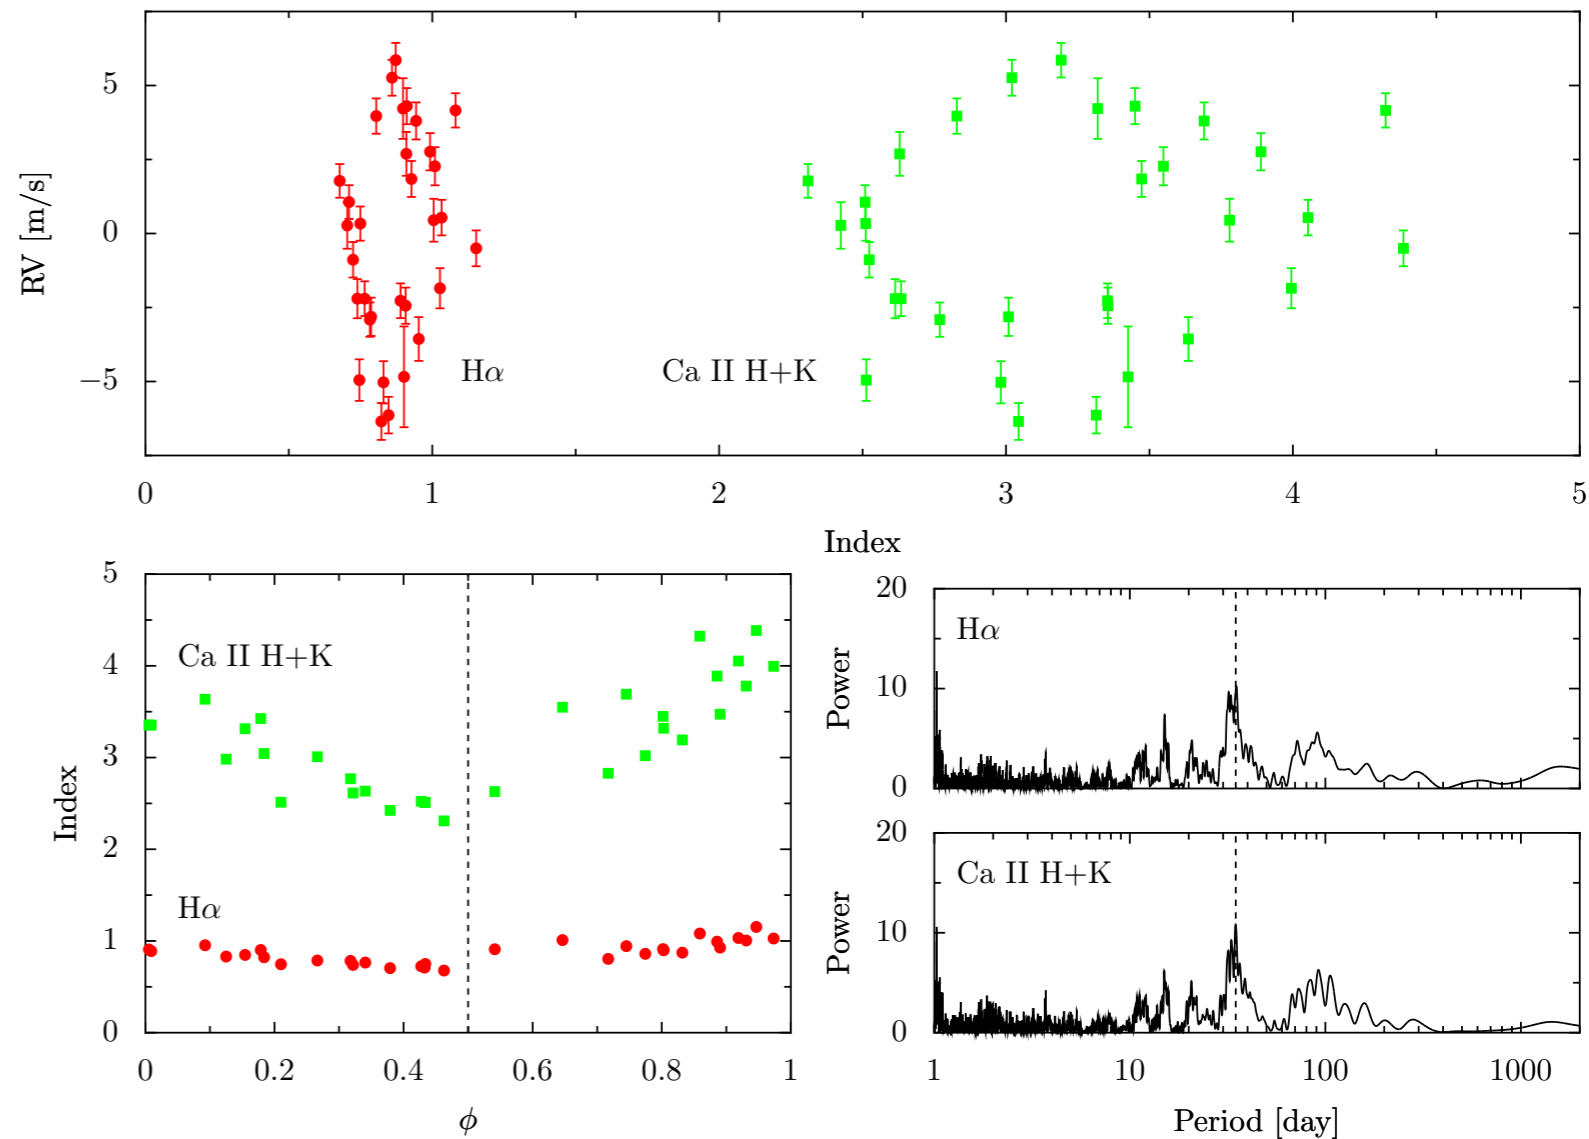 5
0
−5
RV [m/s]
Hα
Ca II H+K
0 1 2 3 4 5
Index
5
4
3
2
1
0
Index
Ca II H+K
Hα
0 0.2 0.4 0.6 0.8 1
ϕ
20
10
0
Power
Hα
20
10
0
Power
Ca II H+K
1 10 100 1000
Period [day]